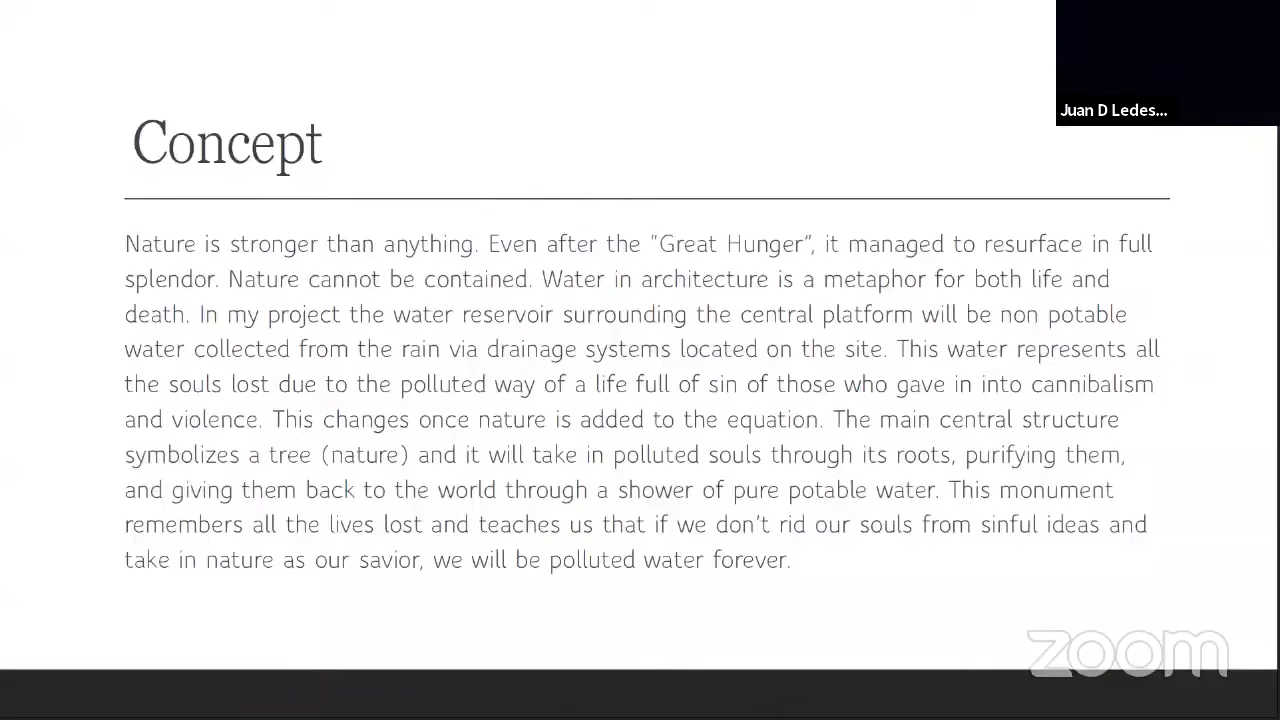 Juan D Ledes...
Concept
Nature is stronger than anything. Even after the "Great Hunger", it managed to resurface in full
splendor. Nature cannot be contained. Water in architecture is a metaphor for both life and
death. In my project the water reservoir surrounding the central platform will be non potable
water collected from the rain via drainage systems located on the site. This water represents all
the souls lost due to the polluted way of a life full of sin of those who gave in into cannibalism
and violence. This changes once nature is added to the equation. The main central structure
symbolizes a tree (nature) and it will take in polluted souls through its roots, purifying them,
and giving them back to the world through a shower of pure potable water. This monument
remembers all the lives lost and teaches us that if we don't rid our souls from sinful ideas and
take in nature as our savior, we will be polluted water forever.
zoom